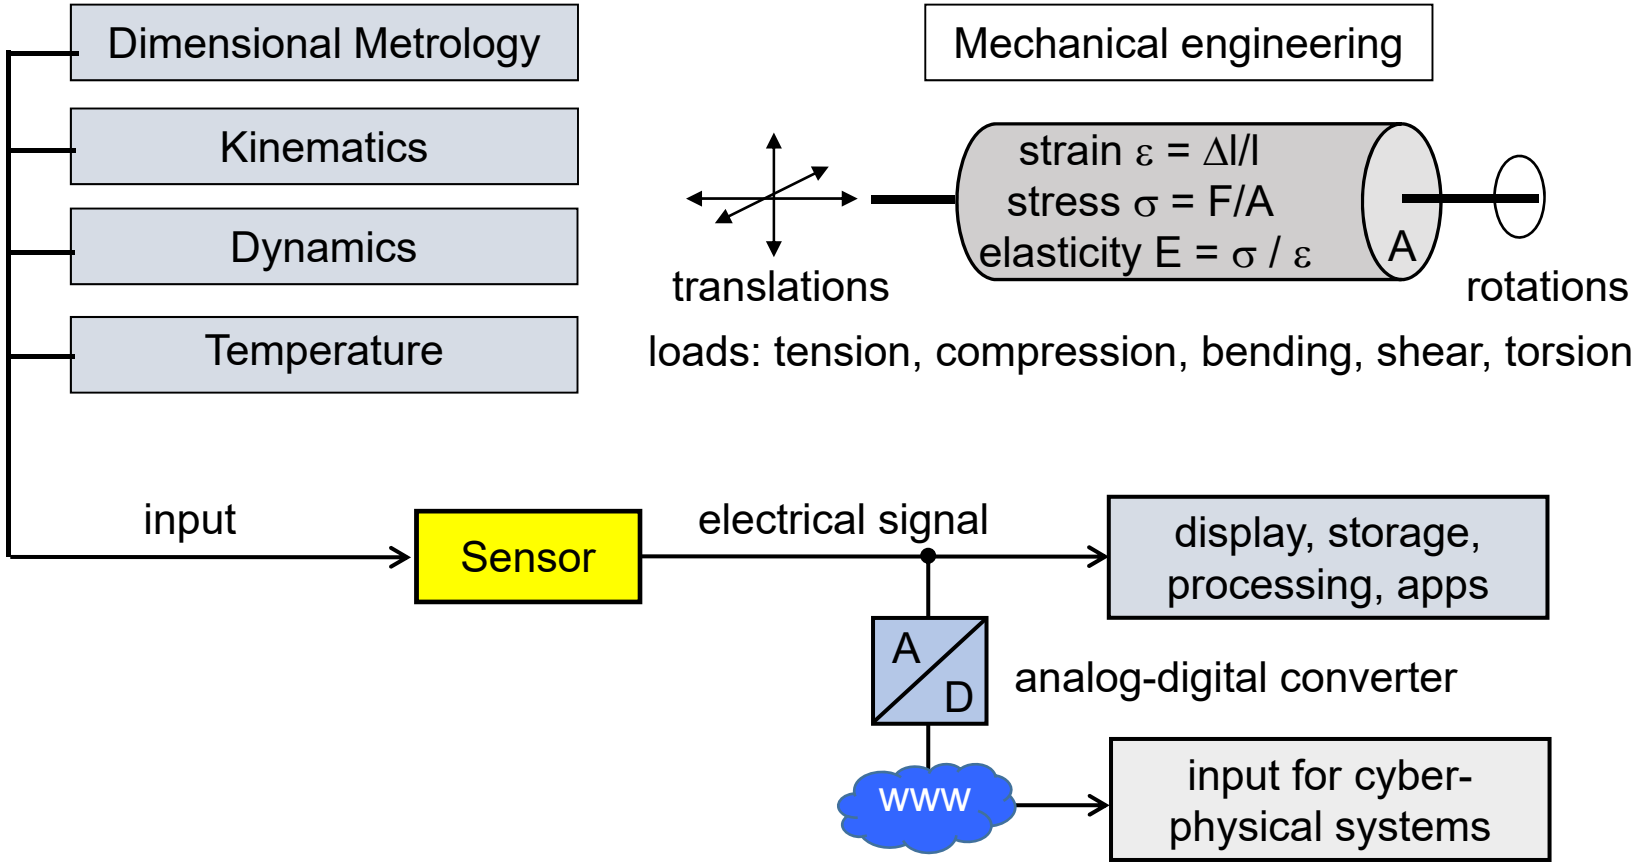 Dimensional Metrology
Kinematics
Dynamics
Temperature
Mechanical engineering
strain ε = Δl/l
stress σ = F/A
elasticity E = σ / ε
A
translations
rotations
loads: tension, compression, bending, shear, torsion
input
Sensor
electrical signal
display, storage,
processing, apps
A
D
analog-digital converter
www
input for cyber-
physical systems